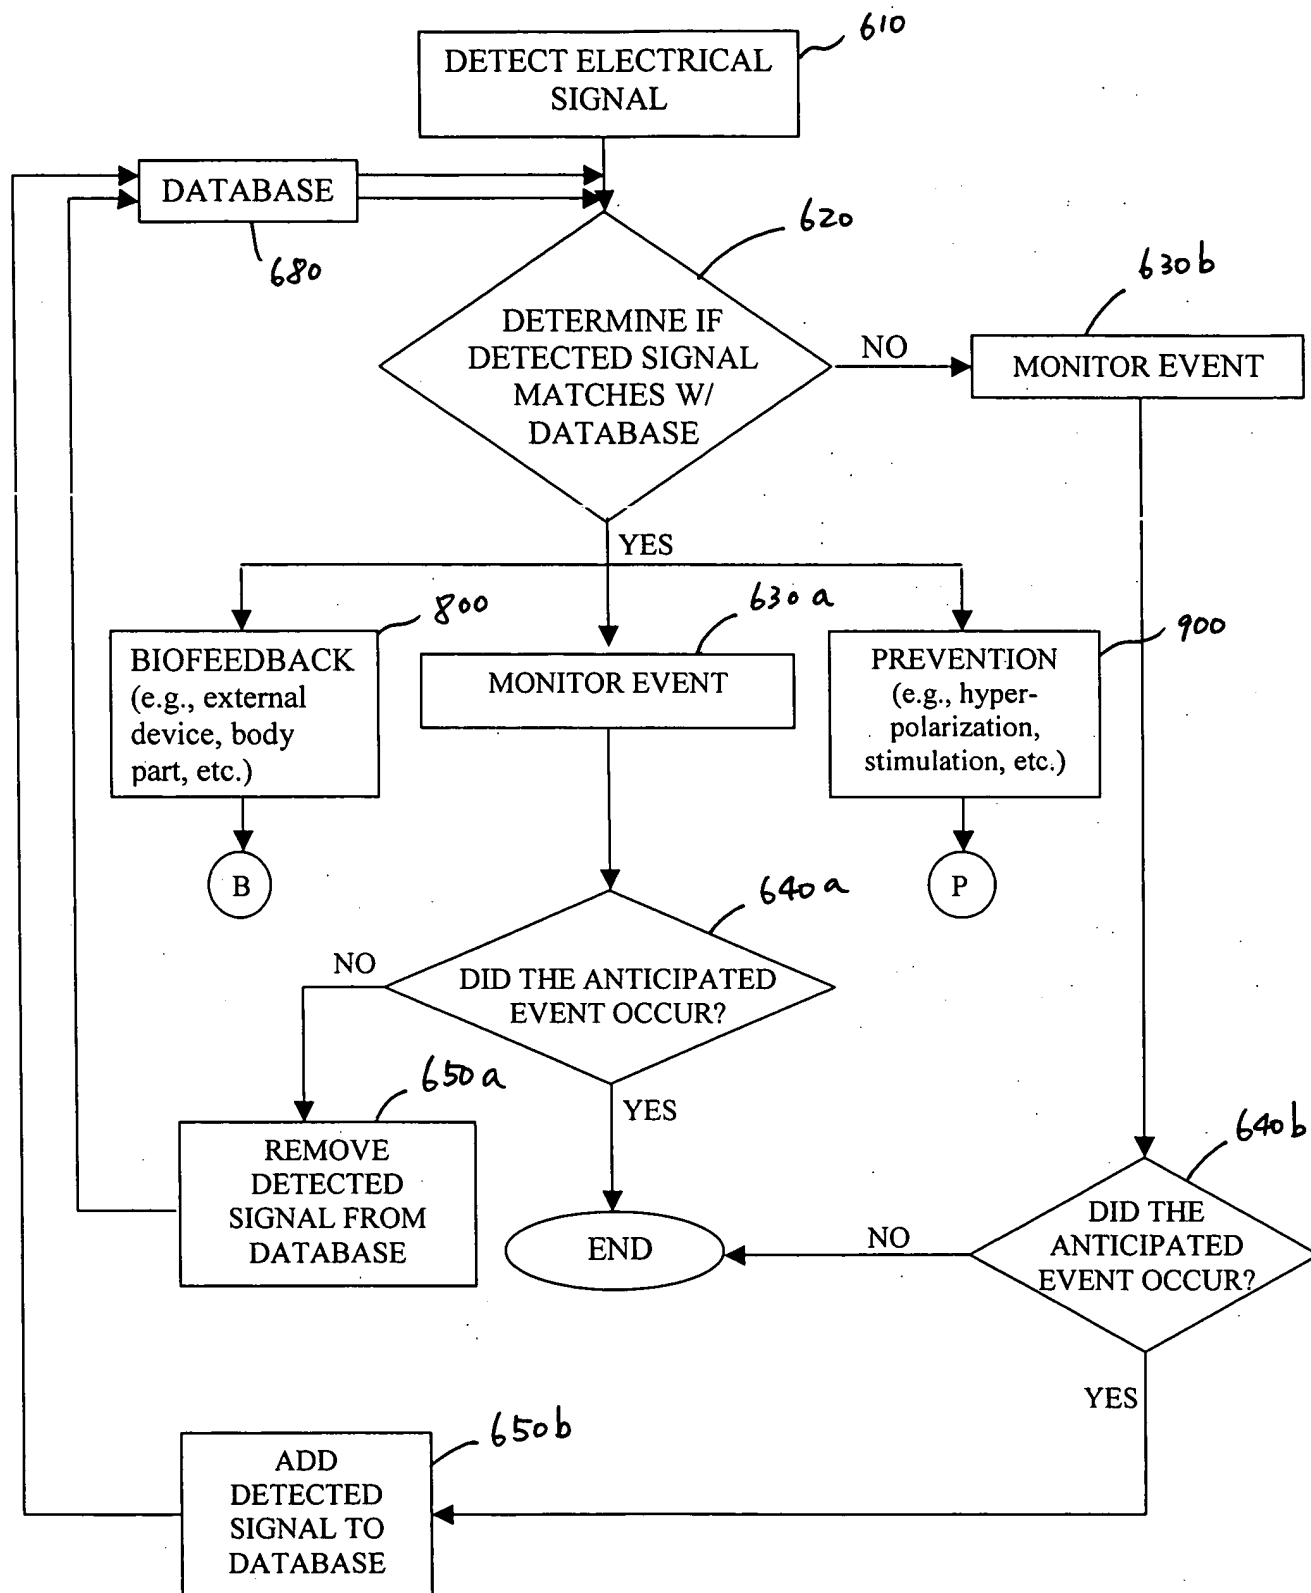 610
DETECT ELECTRICAL
SIGNAL
DATABASE
680
620
630b
DETERMINE IF
DETECTED SIGNAL
MATCHES W/
DATABASE
NO
MONITOR EVENT
YES
800
630a
900
BIOFEEDBACK
(e.g., external
device, body
part, etc.)
MONITOR EVENT
PREVENTION
(e.g., hyper-
polarization,
stimulation, etc.)
B
P
640a
NO
DID THE ANTICIPATED
EVENT OCCUR?
650a
YES
REMOVE
DETECTED
SIGNAL FROM
DATABASE
640b
END
NO
DID THE
ANTICIPATED
EVENT OCCUR?
YES
650b
ADD
DETECTED
SIGNAL TO
DATABASE